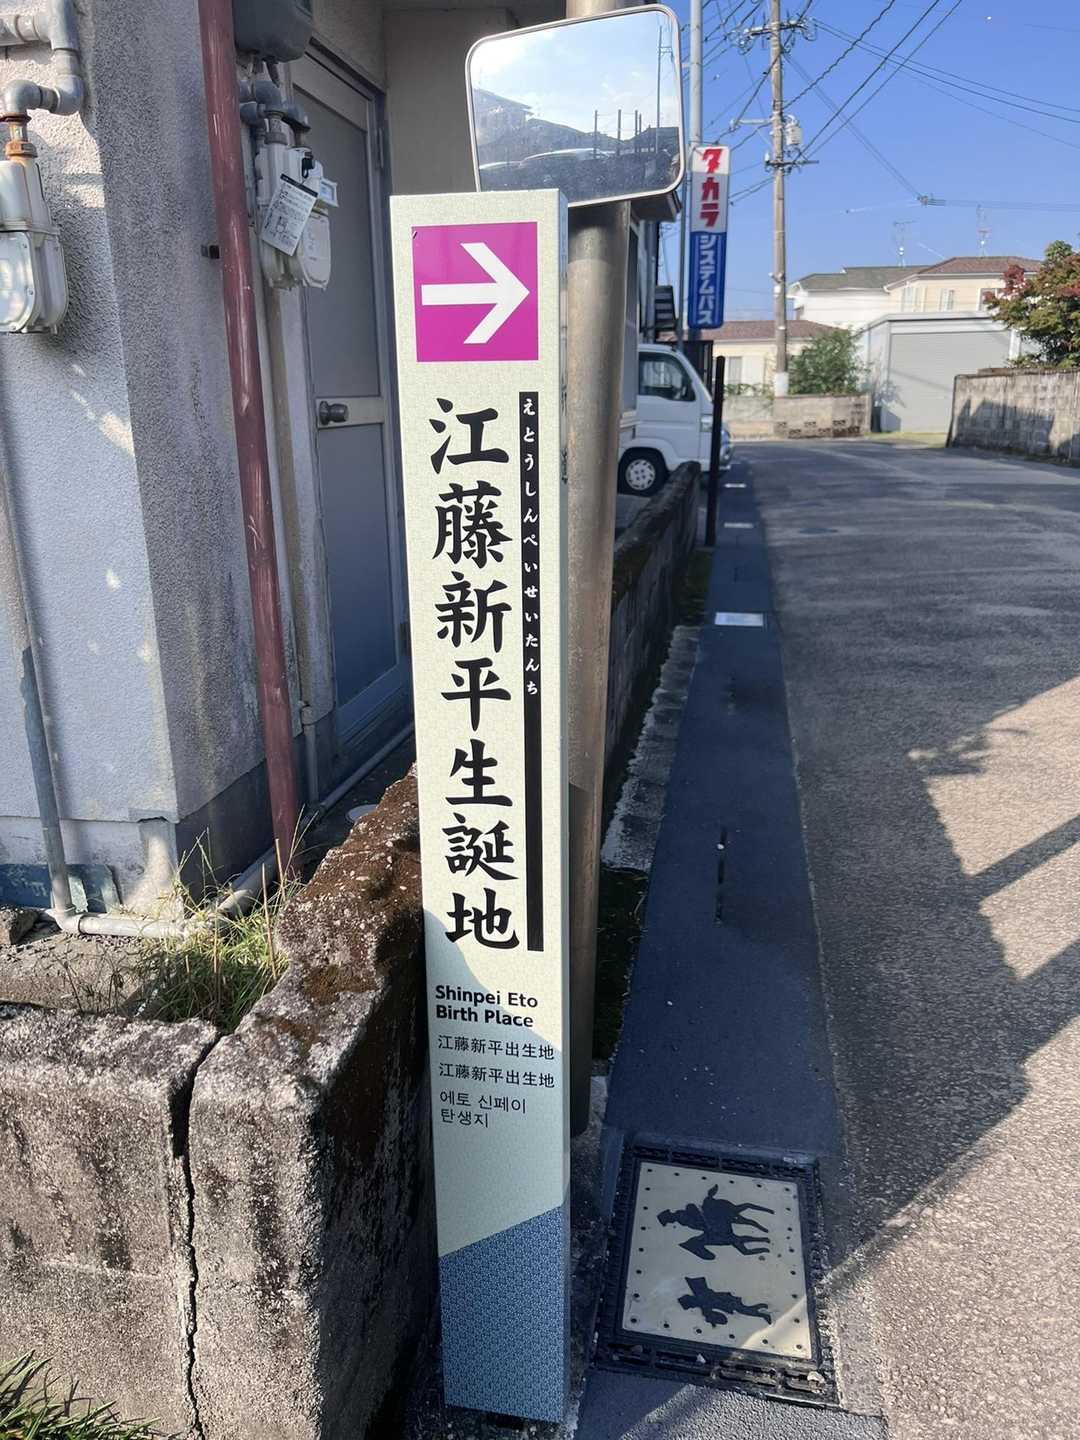 江藤新平生誕地
えとうしんぺいせいたんち
Shinpei Eto
Birth Place
江藤新平出生地
江藤新平出生地
에토 신페이
탄생지
タカラ
システムバス